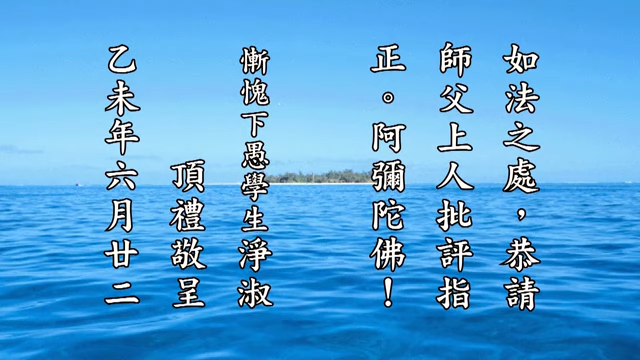 如法之處，恭請
師父上人批評指
正。阿彌陀佛！
慚愧下愚學生淨淑
頂禮敬呈
乙未年六月廿二